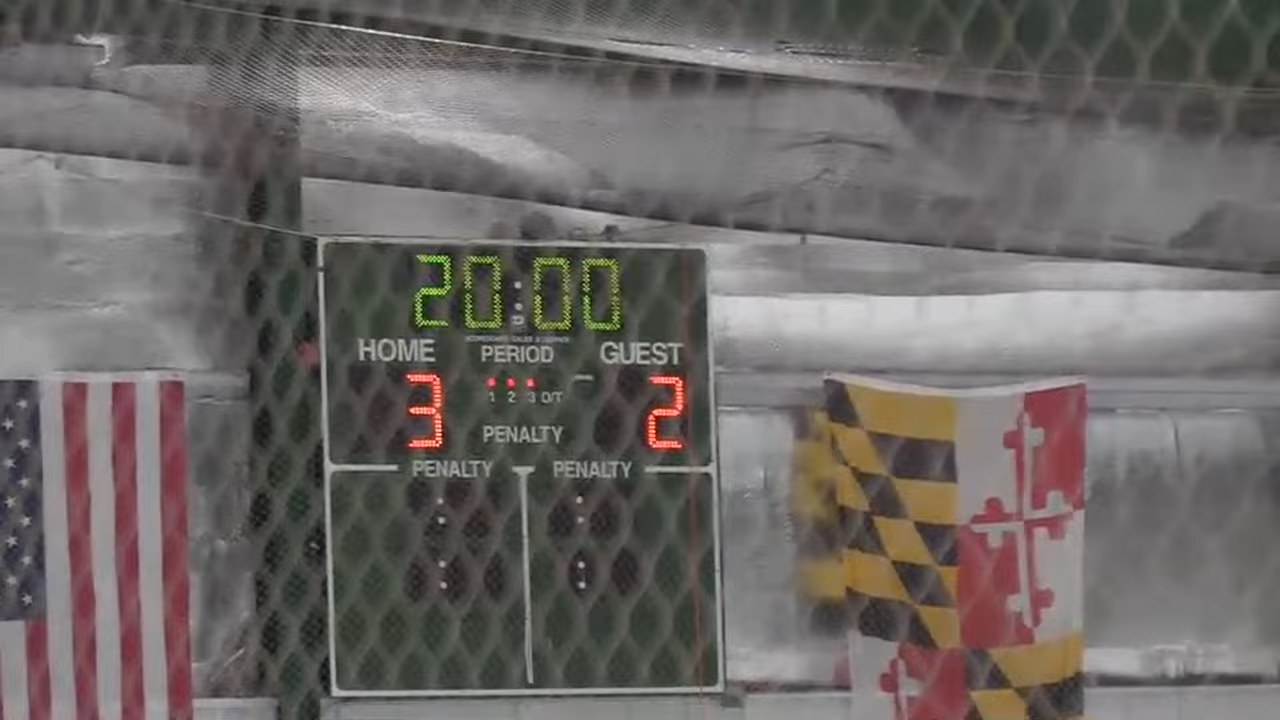 20:00
HOME PERIOD GUEST
3 2
1 2 3 O/T
PENALTY
PENALTY PENALTY